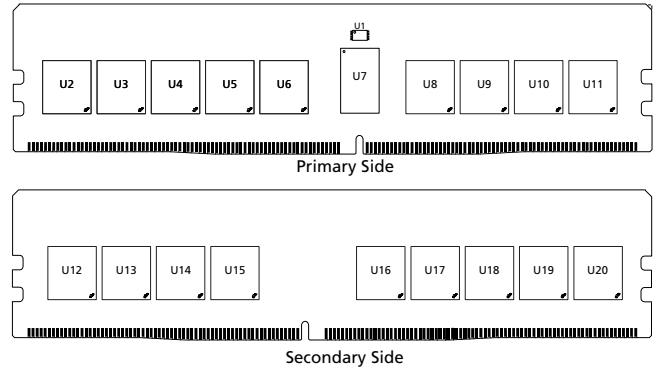 U1
U2 U3 U4 U5 U6 U7 U8 U9 U10 U11
Primary Side
U12 U13 U14 U15 U16 U17 U18 U19 U20
Secondary Side